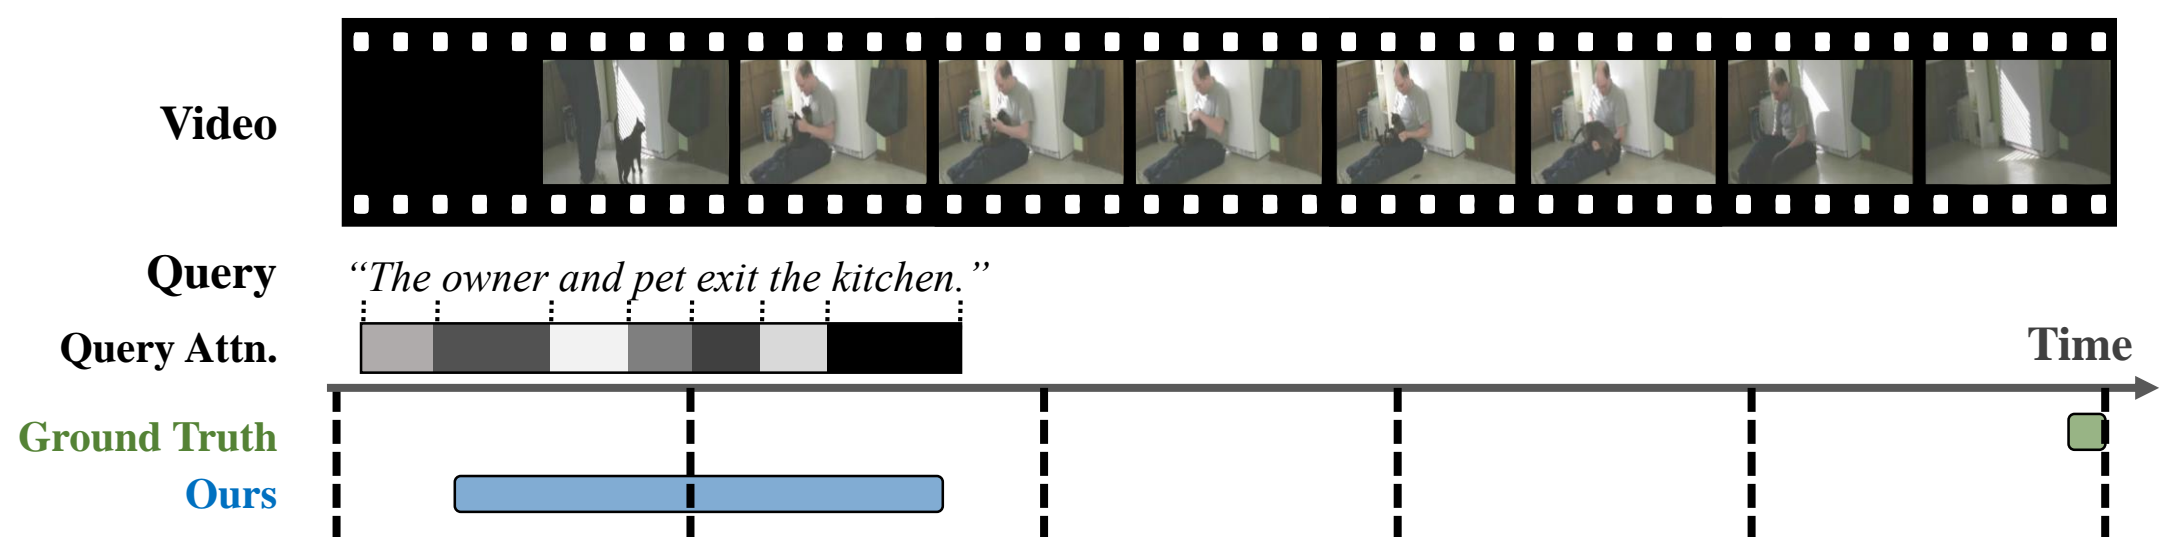 Video
Query
“The owner and pet exit the kitchen.”
Query Attn.
Time
Ground Truth
Ours